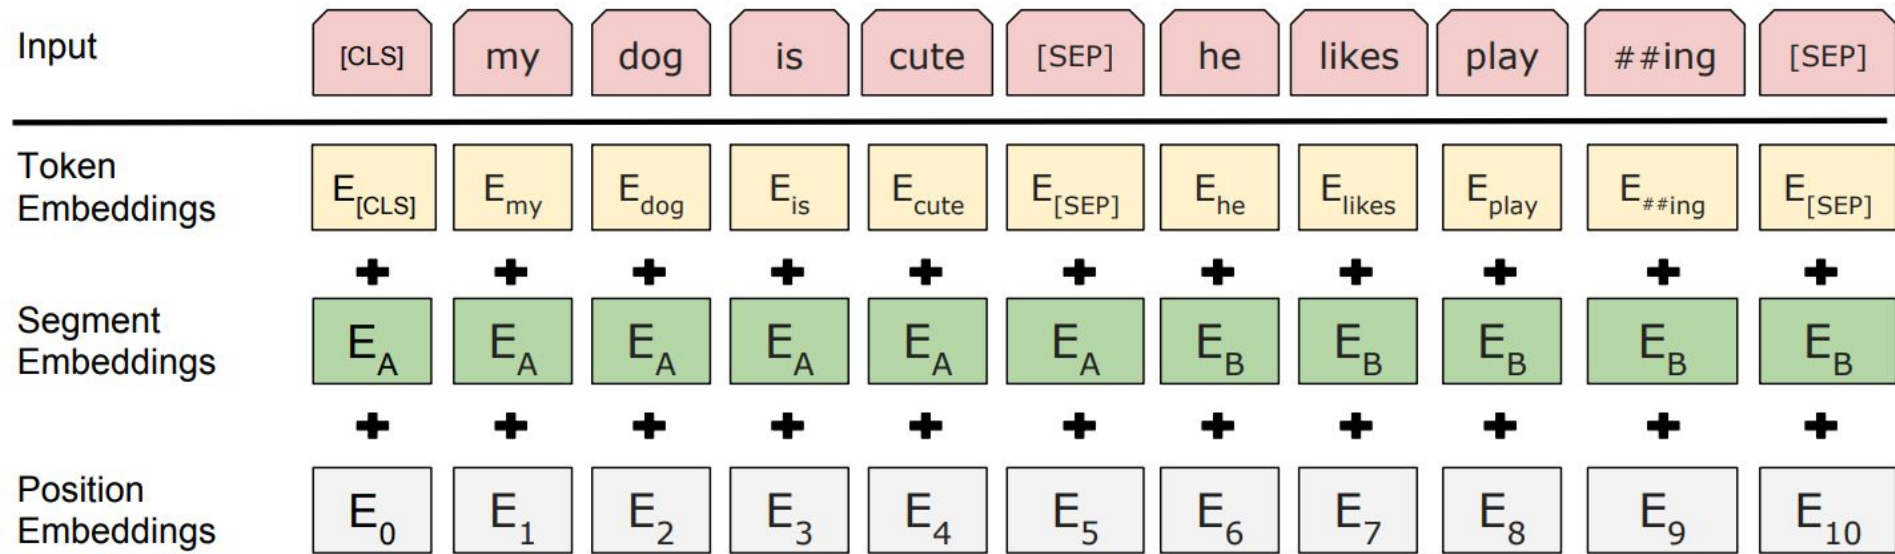 Input [CLS] my dog is cute [SEP] he likes play ##ing [SEP]
Token Embeddings E[CLS] Emy Edog Eis Ecute E[SEP] Ehe Elikes Eplay E##ing E[SEP]
+ + + + + + + + + + +
Segment Embeddings EA EA EA EA EA EA EB EB EB EB EB
+ + + + + + + + + + +
Position Embeddings E0 E1 E2 E3 E4 E5 E6 E7 E8 E9 E10